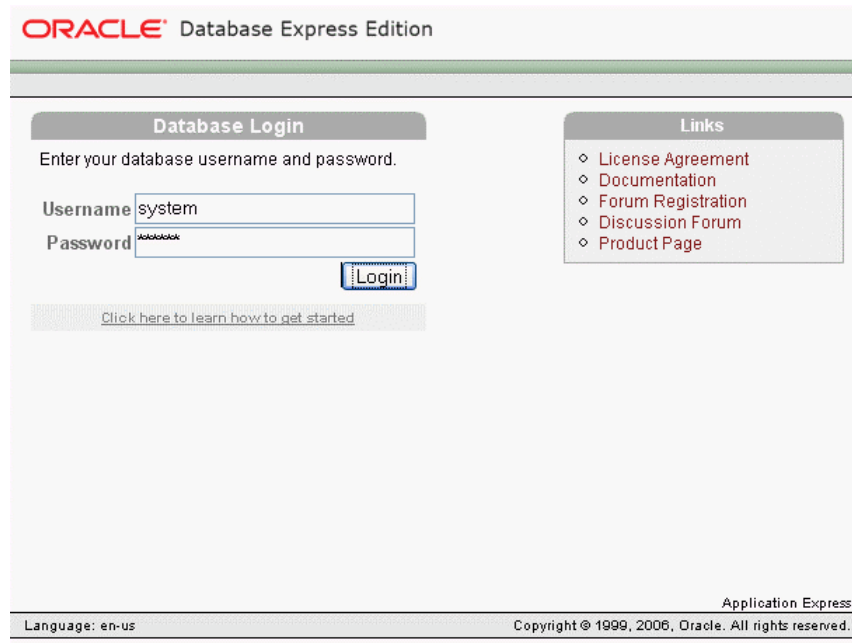 ORACLE Database Express Edition
Database Login
Enter your database username and password.
Username system
Password *******
Login
Click here to learn how to get started
Links
License Agreement
Documentation
Forum Registration
Discussion Forum
Product Page
Application Express
Language: en-us
Copyright © 1999, 2006, Oracle. All rights reserved.